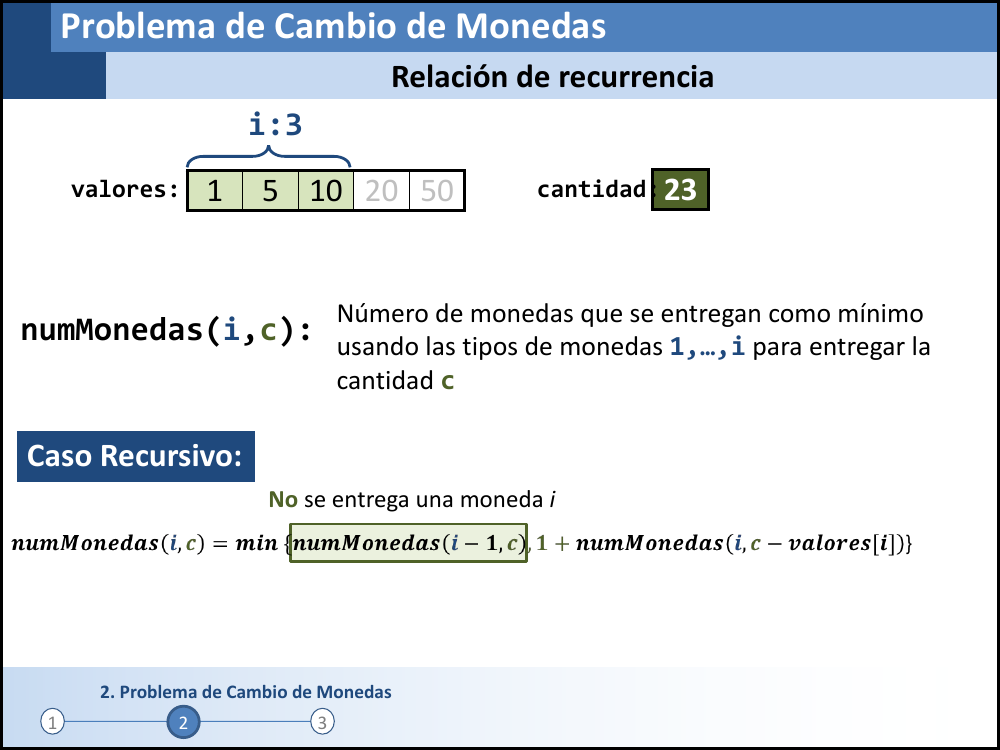 Problema de Cambio de Monedas
Relación de recurrencia
i:3
valores: 1 5 10 20 50 cantidad: 23
numMonedas(i,c):
Número de monedas que se entregan como mínimo
usando las tipos de monedas 1,…,i para entregar la
cantidad c
Caso Recursivo:
No se entrega una moneda i
numMonedas(i,c) = min {numMonedas(i − 1,c),1 + numMonedas(i,c − valores[i])}
2. Problema de Cambio de Monedas
1 2 3